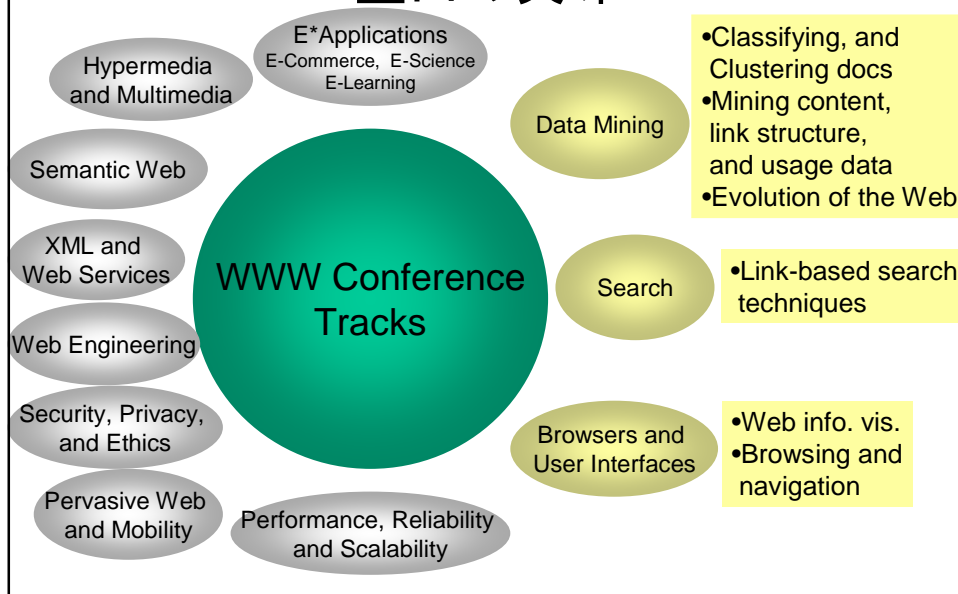 E*Applications
E-Commerce, E-Science
E-Learning
Hypermedia
and Multimedia
Semantic Web
XML and
Web Services
Web Engineering
Security, Privacy,
and Ethics
Pervasive Web
and Mobility
Performance, Reliability
and Scalability
WWW Conference
Tracks
Data Mining
•Classifying, and
Clustering docs
•Mining content,
link structure,
and usage data
•Evolution of the Web
Search
•Link-based search
techniques
Browsers and
User Interfaces
•Web info. vis.
•Browsing and
navigation